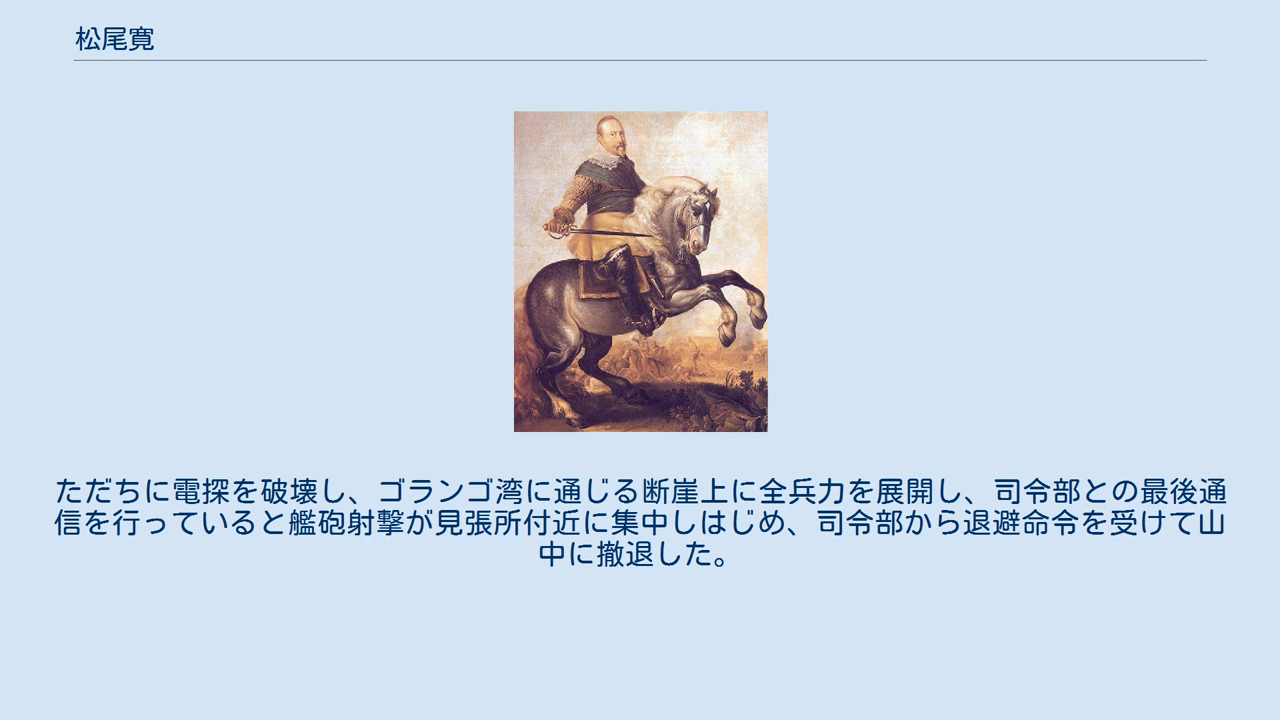 松尾寛
ただちに電探を破壊し、ゴランゴ湾に通じる断崖上に全兵力を展開し、司令部との最後通
信を行っていると艦砲射撃が見張所付近に集中しはじめ、司令部から退避命令を受けて山
中に撤退した。